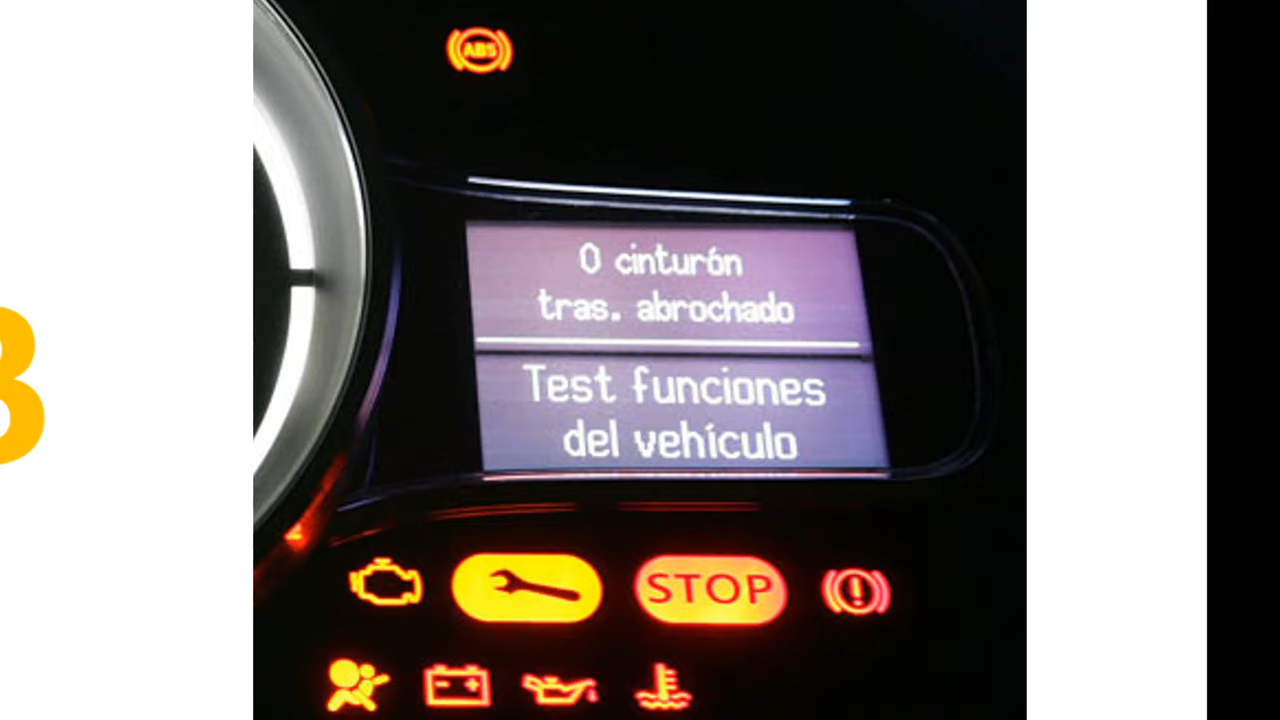 ABS
0 cinturón
tras. abrochado
Test funciones
del vehículo
STOP